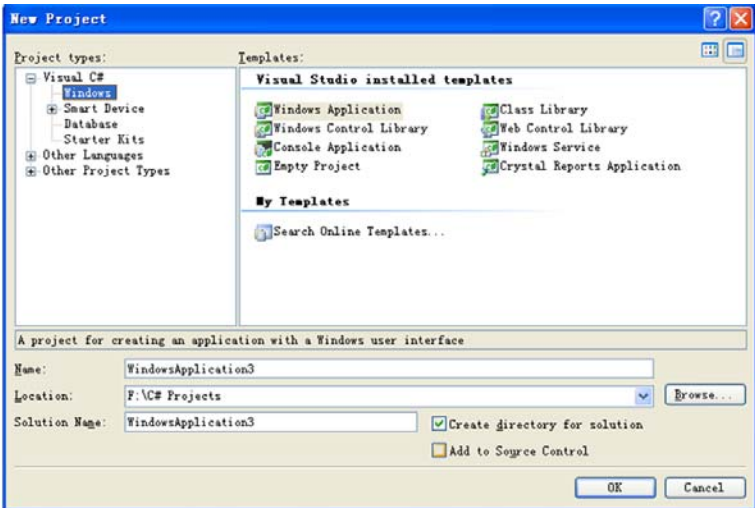 New Project
Project types:
Templates:
Visual C#
Windows
Smart Device
Database
Starter Kits
Other Languages
Other Project Types
Visual Studio installed templates
Windows Application
Class Library
Windows Control Library
Web Control Library
Console Application
Windows Service
Empty Project
Crystal Reports Application
My Templates
Search Online Templates...
A project for creating an application with a Windows user interface
Name: WindowsApplication3
Location: F:\C# Projects Browse...
Solution Name: WindowsApplication3 Create directory for solution
Add to Source Control
OK Cancel